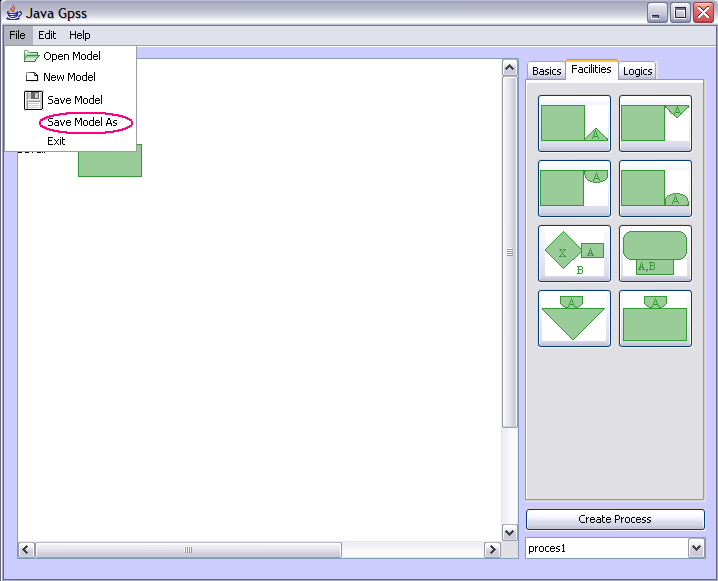 Java Gpss
File Edit Help
Open Model
New Model
Save Model
Save Model As
Exit
Basics Facilities Logics
A A
A A
X A B A,B
A A
Create Process
proces1